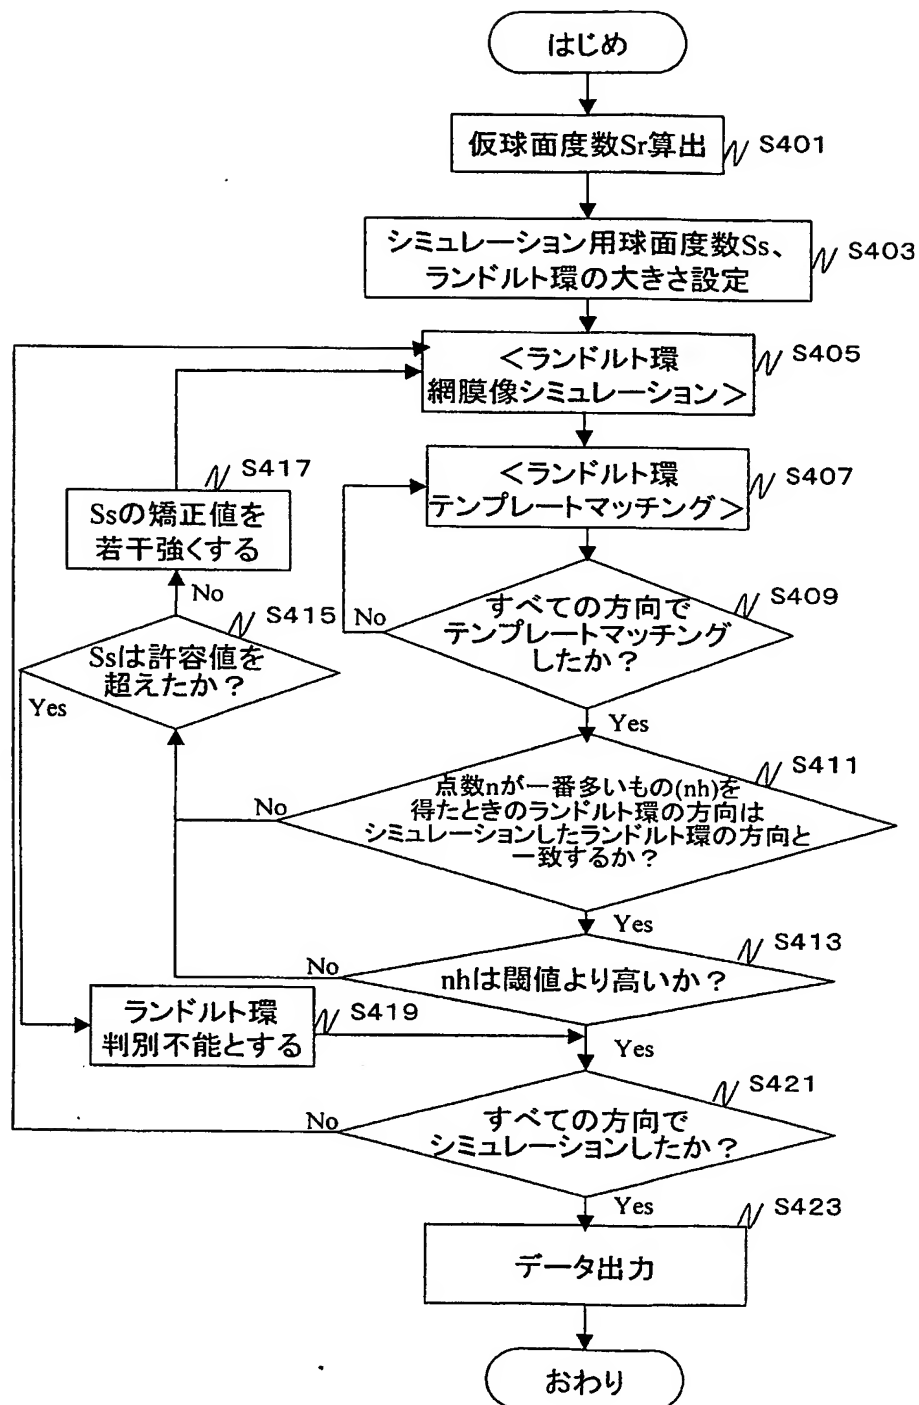 はじめ
仮球面度数Sr算出
S401
シミュレーション用球面度数Ss、
ランドルト環の大きさ設定
S403
＜ランドルト環
網膜像シミュレーション＞
S405
＜ランドルト環
テンプレートマッチング＞
S407
すべての方向で
テンプレートマッチング
したか？
S409
No
Yes
点数nが一番多いもの(nh)を
得たときのランドルト環の方向は
シミュレーションしたランドルト環の方向と
一致するか？
S411
No
Yes
nhは閾値より高いか？
S413
No
Yes
Ssは許容値を
超えたか？
S415
No
Yes
Ssの矯正値を
若干強くする
S417
ランドルト環
判別不能とする
S419
すべての方向で
シミュレーションしたか？
S421
No
Yes
データ出力
S423
おわり